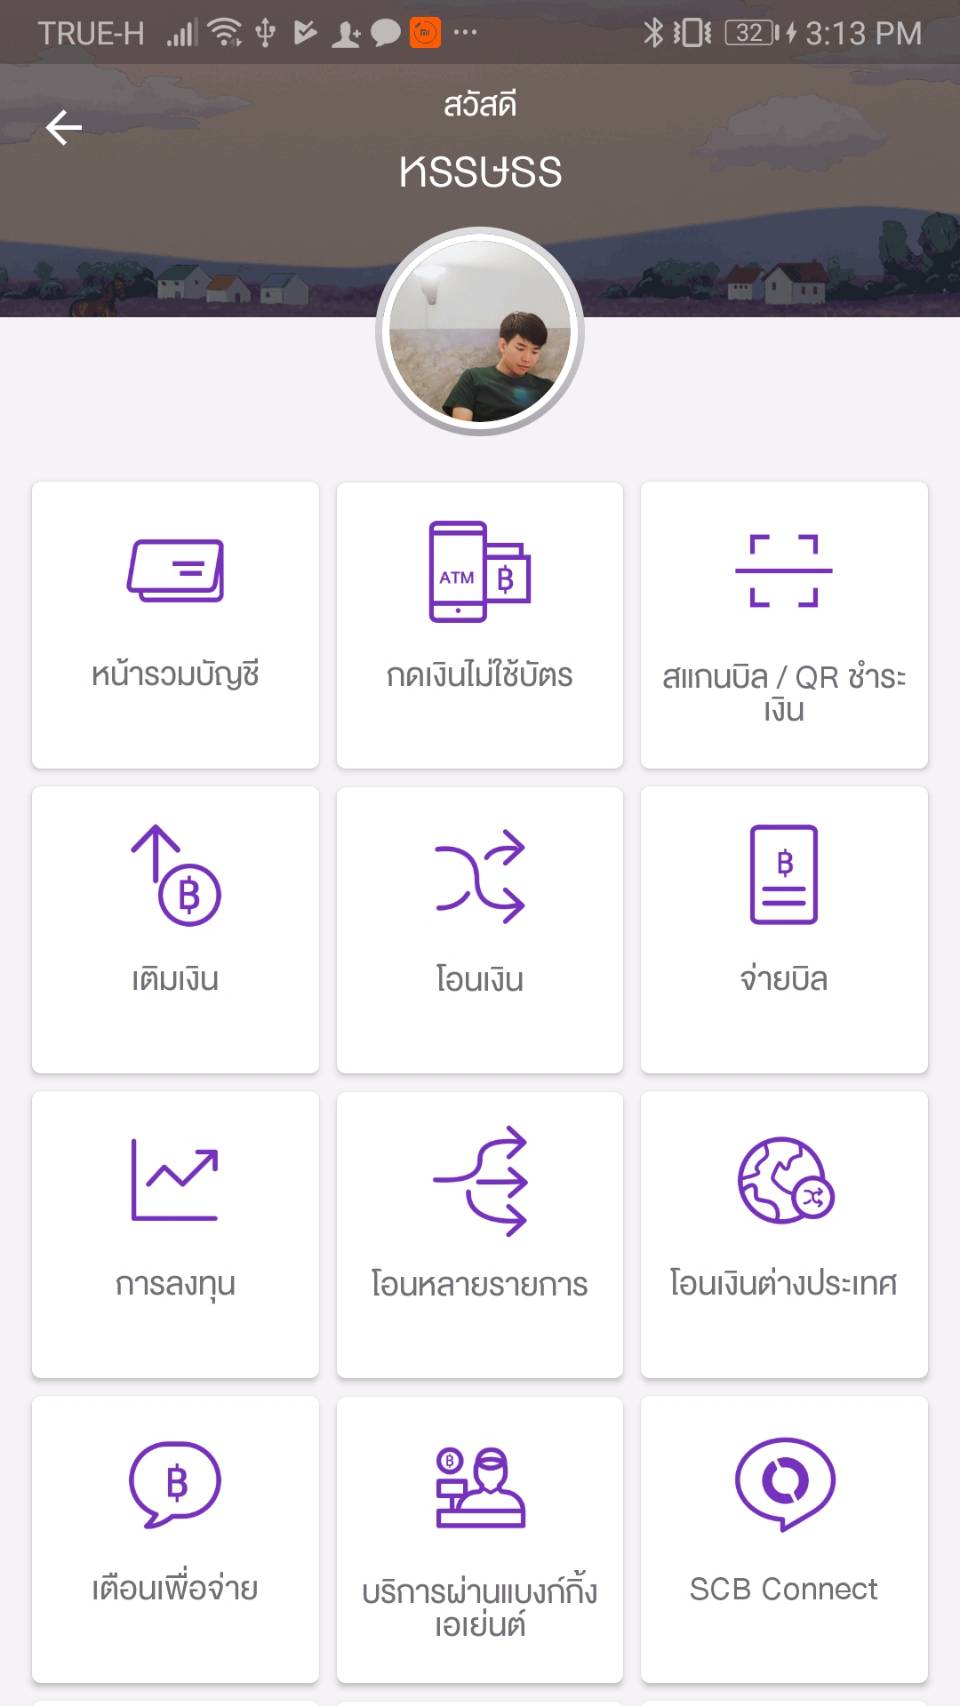 TRUE-H 32 3:13 PM
สวัสดี
หรรษธร
ATM
หน้ารวมบัญชี
กดเงินไม่ใช้บัตร
สแกนบิล / QR ชำระ
เงิน
เติมเงิน
โอนเงิน
จ่ายบิล
การลงทุน
โอนหลายรายการ
โอนเงินต่างประเทศ
เตือนเพื่อจ่าย
บริการผ่านแบงก์กิ้ง
เอเย่นต์
SCB Connect